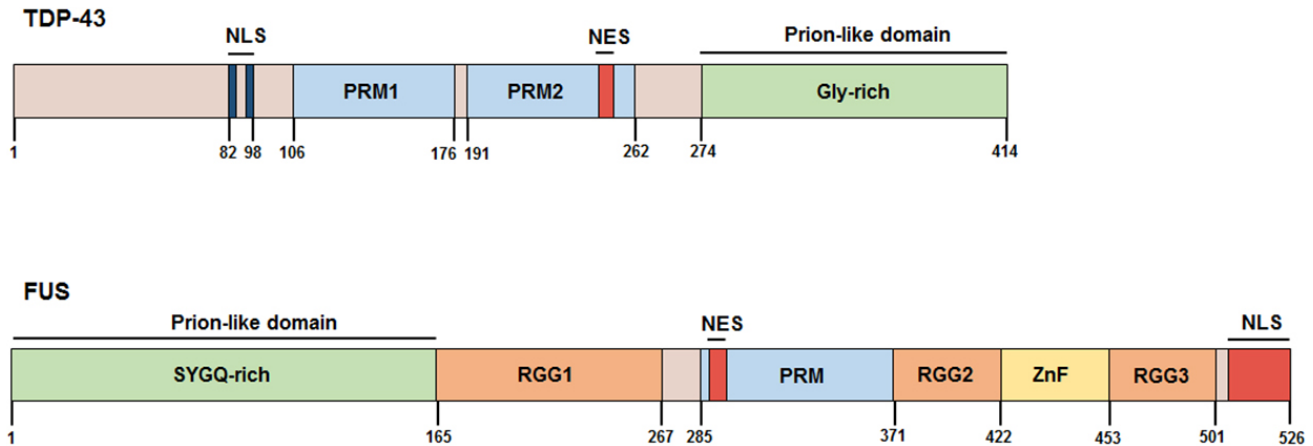 TDP-43
NLS NES Prion-like domain
PRM1 PRM2 Gly-rich
1 82 98 106 176 191 262 274 414
FUS
Prion-like domain NES NLS
SYGQ-rich RGG1 PRM RGG2 ZnF RGG3
1 165 267 285 371 422 453 501 526